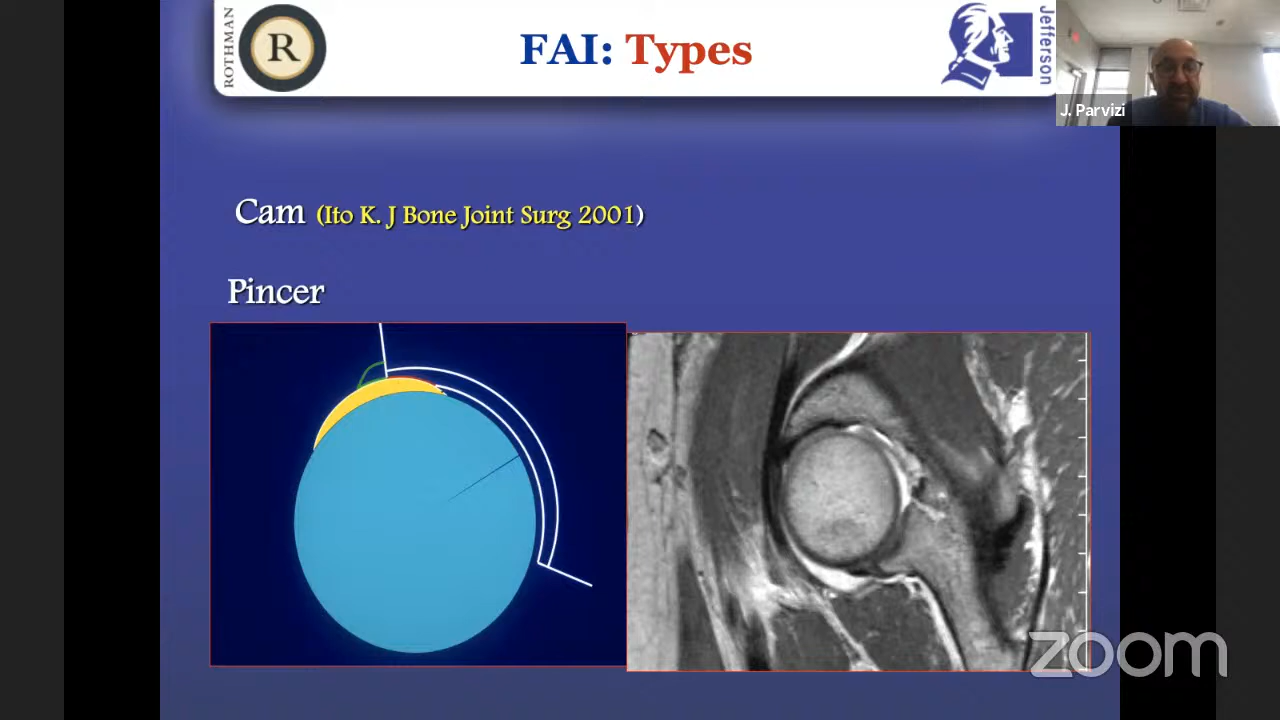 ROTHMAN
R
FAI: Types
Jefferson
J. Parvizi
Cam (Ito K. J Bone Joint Surg 2001)
Pincer
zoom